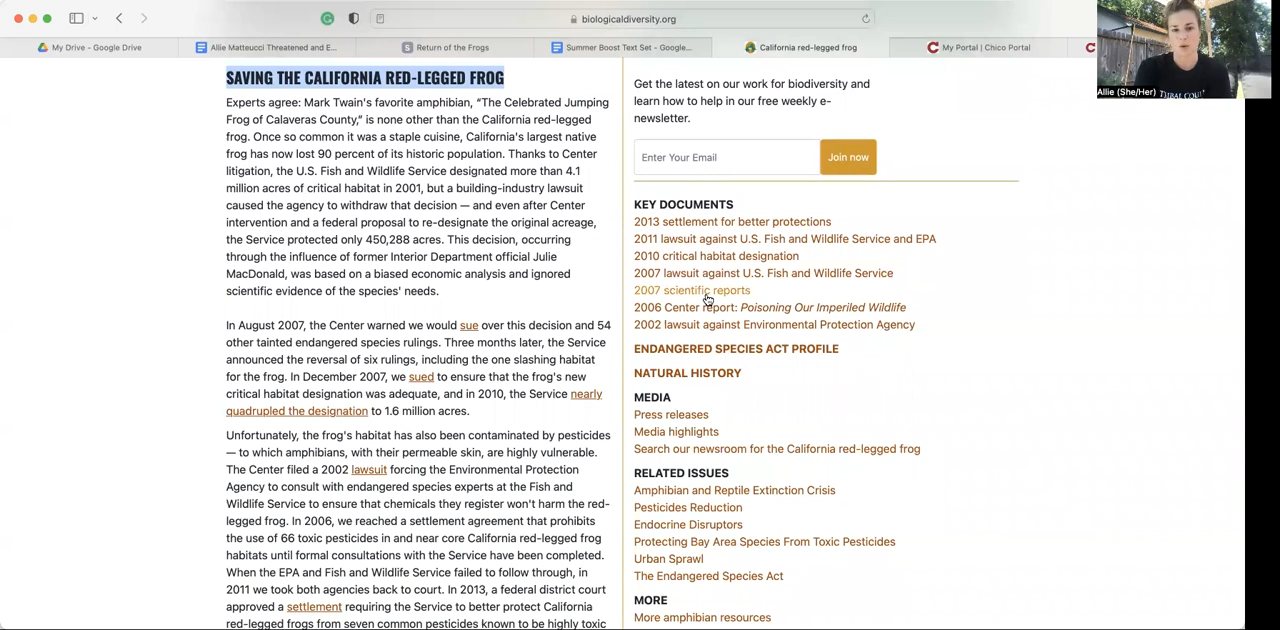 biologicaldiversity.org
My Drive - Google Drive
Allie Matteucci Threatened and E...
Return of the Frogs
Summer Boost Text Set - Google...
California red-legged frog
My Portal | Chico Portal
Allie (She/Her)
SAVING THE CALIFORNIA RED-LEGGED FROG
Experts agree: Mark Twain's favorite amphibian, “The Celebrated Jumping
Frog of Calaveras County,” is none other than the California red-legged
frog. Once so common it was a staple cuisine, California's largest native
frog has now lost 90 percent of its historic population. Thanks to Center
litigation, the U.S. Fish and Wildlife Service designated more than 4.1
million acres of critical habitat in 2001, but a building-industry lawsuit
caused the agency to withdraw that decision — and even after Center
intervention and a federal proposal to re-designate the original acreage,
the Service protected only 450,288 acres. This decision, occurring
through the influence of former Interior Department official Julie
MacDonald, was based on a biased economic analysis and ignored
scientific evidence of the species' needs.
In August 2007, the Center warned we would sue over this decision and 54
other tainted endangered species rulings. Three months later, the Service
announced the reversal of six rulings, including the one slashing habitat
for the frog. In December 2007, we sued to ensure that the frog's new
critical habitat designation was adequate, and in 2010, the Service nearly
quadrupled the designation to 1.6 million acres.
Unfortunately, the frog's habitat has also been contaminated by pesticides
— to which amphibians, with their permeable skin, are highly vulnerable.
The Center filed a 2002 lawsuit forcing the Environmental Protection
Agency to consult with endangered species experts at the Fish and
Wildlife Service to ensure that chemicals they register won't harm the red-
legged frog. In 2006, we reached a settlement agreement that prohibits
the use of 66 toxic pesticides in and near core California red-legged frog
habitats until formal consultations with the Service have been completed.
When the EPA and Fish and Wildlife Service failed to follow through, in
2011 we took both agencies back to court. In 2013, a federal district court
approved a settlement requiring the Service to better protect California
red-legged frogs from seven common pesticides known to be highly toxic
Get the latest on our work for biodiversity and
learn how to help in our free weekly e-
newsletter.
Enter Your Email
Join now
KEY DOCUMENTS
2013 settlement for better protections
2011 lawsuit against U.S. Fish and Wildlife Service and EPA
2010 critical habitat designation
2007 lawsuit against U.S. Fish and Wildlife Service
2007 scientific reports
2006 Center report: Poisoning Our Imperiled Wildlife
2002 lawsuit against Environmental Protection Agency
ENDANGERED SPECIES ACT PROFILE
NATURAL HISTORY
MEDIA
Press releases
Media highlights
Search our newsroom for the California red-legged frog
RELATED ISSUES
Amphibian and Reptile Extinction Crisis
Pesticides Reduction
Endocrine Disruptors
Protecting Bay Area Species From Toxic Pesticides
Urban Sprawl
The Endangered Species Act
MORE
More amphibian resources